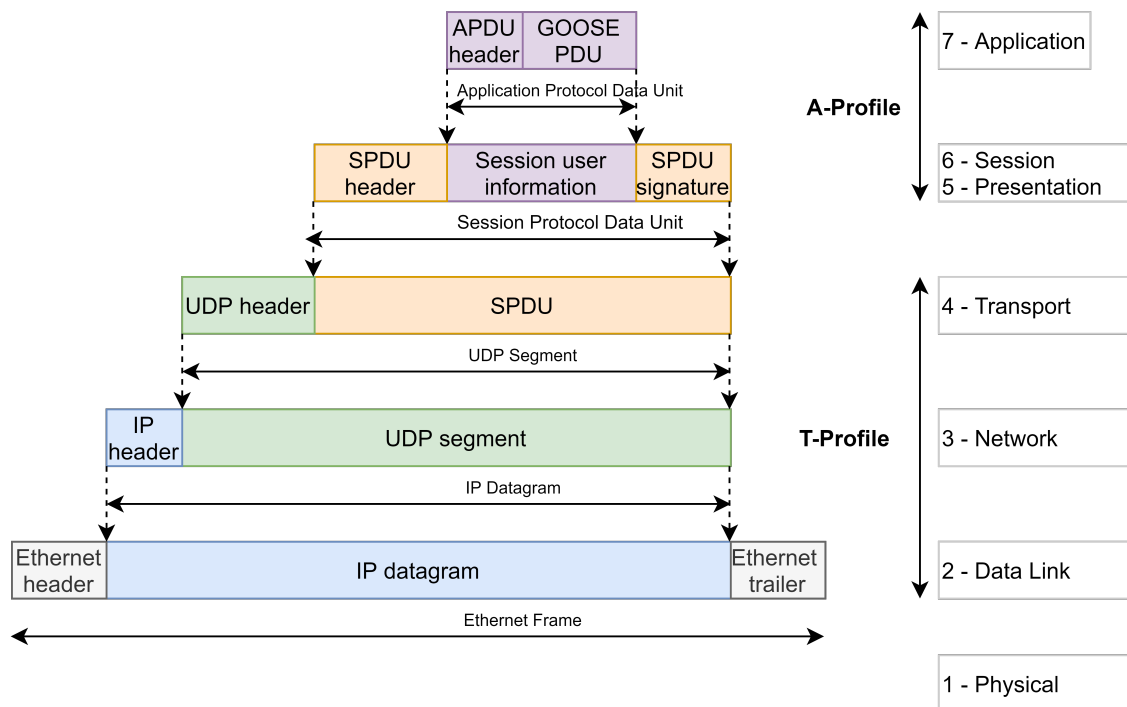 APDU
header
GOOSE
PDU
7 - Application
Application Protocol Data Unit
A-Profile
SPDU
header
Session user
information
SPDU
signature
6 - Session
5 - Presentation
Session Protocol Data Unit
UDP header
SPDU
4 - Transport
UDP Segment
IP
header
UDP segment
T-Profile
3 - Network
IP Datagram
Ethernet
header
IP datagram
Ethernet
trailer
2 - Data Link
Ethernet Frame
1 - Physical